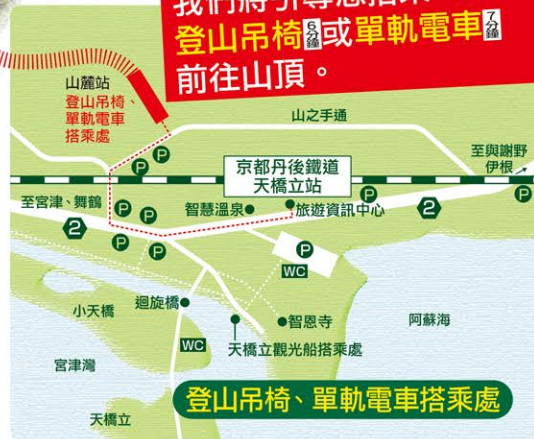 我們將引導您搭乘
登山吊椅6分鐘或單軌電車7分鐘
前往山頂。
山麓站
登山吊椅、
單軌電車
搭乘處
山之手通
至與謝野
伊根
京都丹後鐵道
天橋立站
P
P
P
P
P
P
P
P
至宮津、舞鶴
2
智慧溫泉
旅遊資訊中心
2
P
WC
小天橋
迴旋橋
智恩寺
阿蘇海
WC
天橋立觀光船搭乘處
宮津灣
登山吊椅、單軌電車搭乘處
天橋立